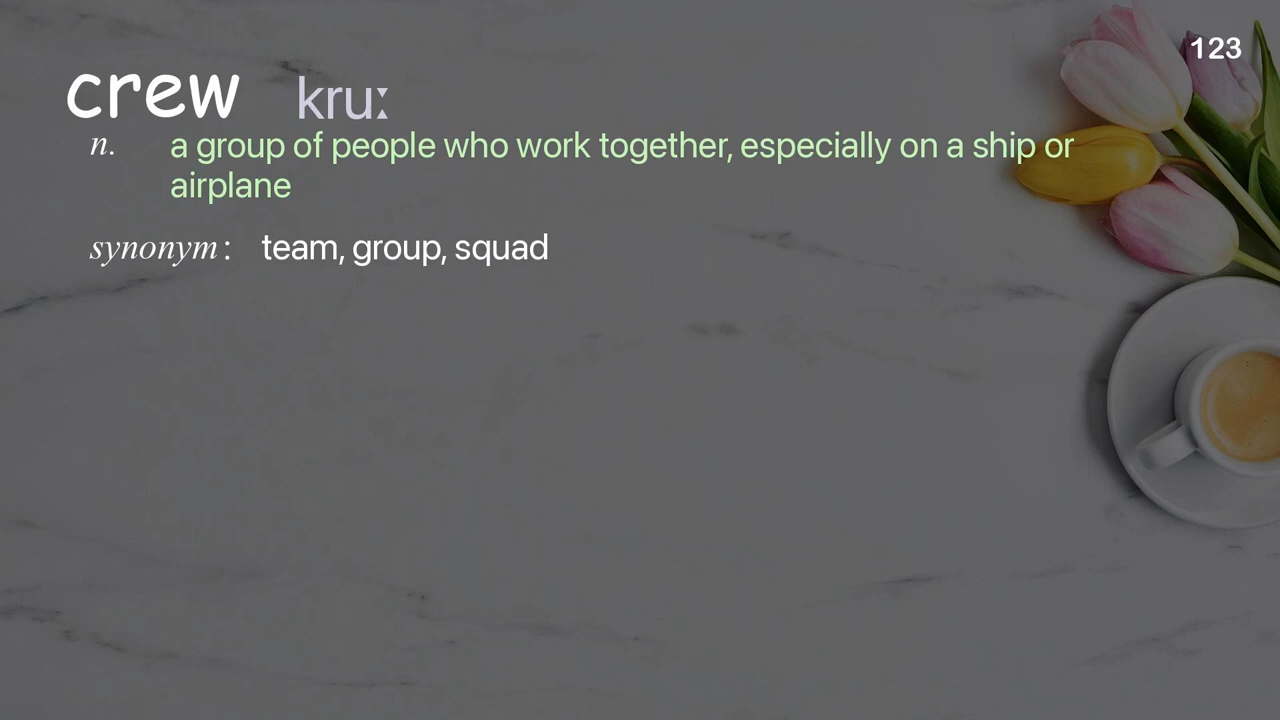 123
crew kruː
n. a group of people who work together, especially on a ship or
airplane
synonym: team, group, squad